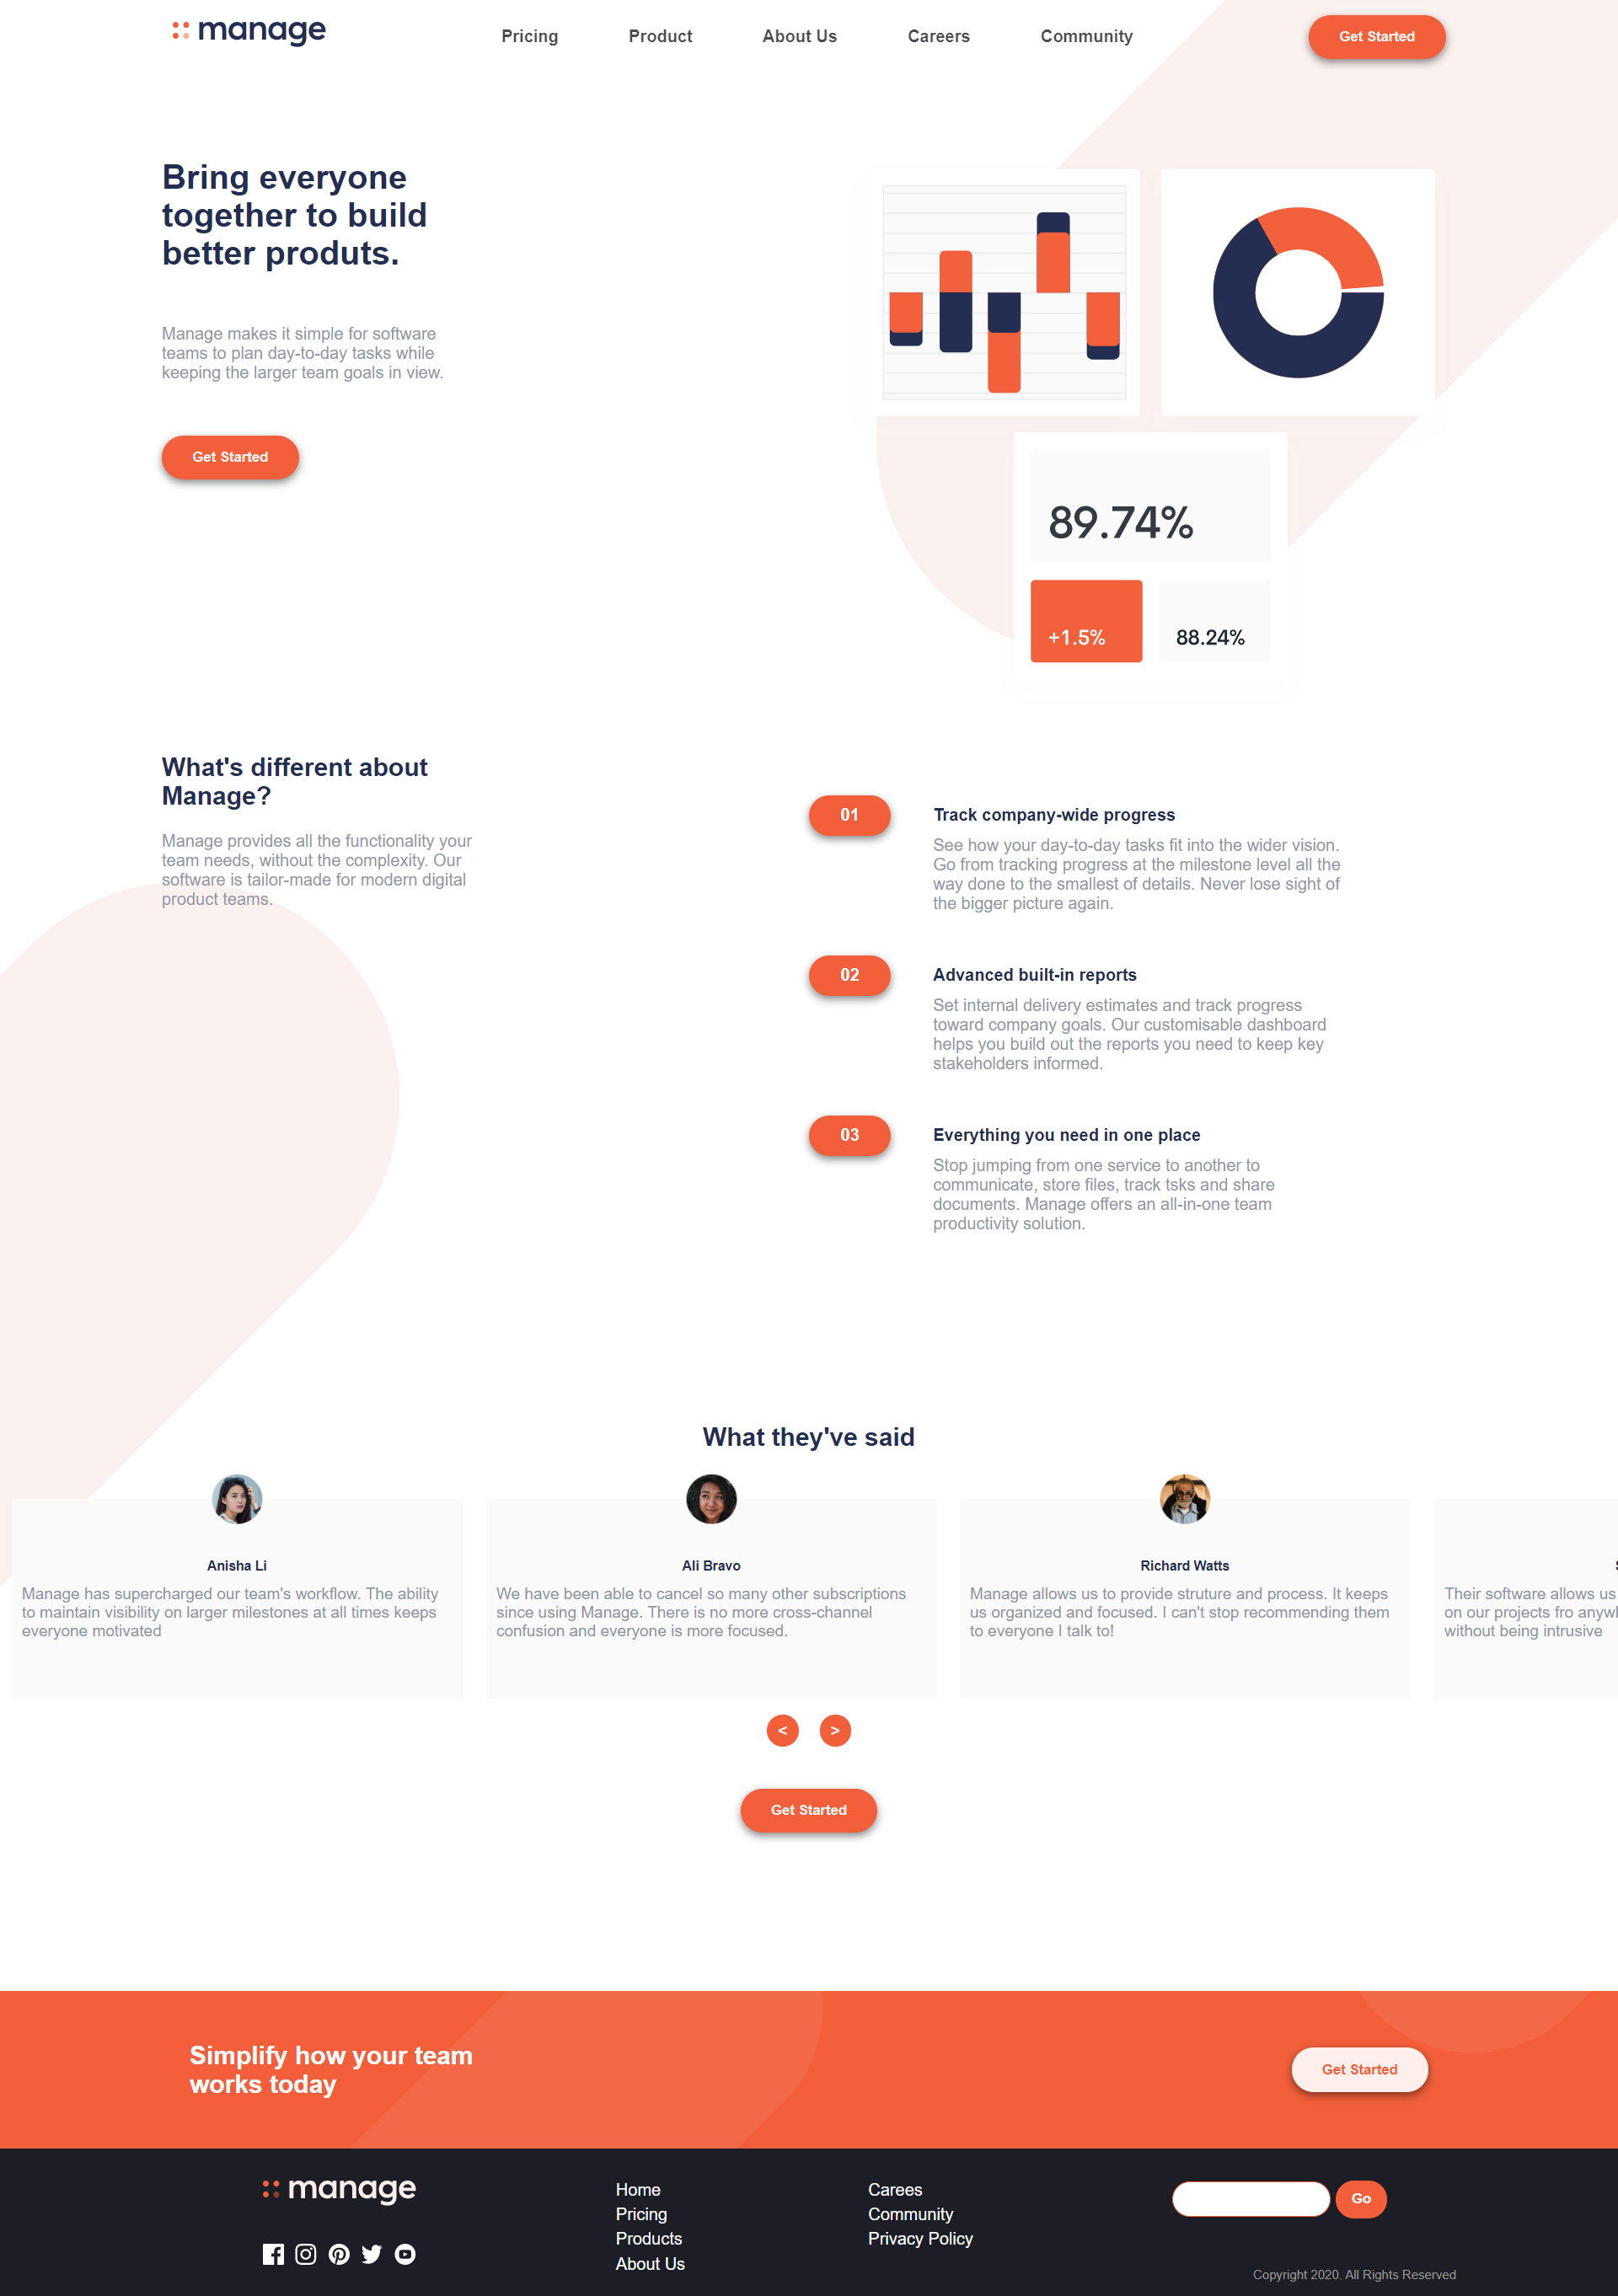 manage
Pricing
Product
About Us
Careers
Community
Get Started
Bring everyone
together to build
better produts.
Manage makes it simple for software
teams to plan day-to-day tasks while
keeping the larger team goals in view.
Get Started
89.74%
+1.5%
88.24%
What's different about
Manage?
Manage provides all the functionality your
team needs, without the complexity. Our
software is tailor-made for modern digital
product teams.
01
Track company-wide progress
See how your day-to-day tasks fit into the wider vision.
Go from tracking progress at the milestone level all the
way done to the smallest of details. Never lose sight of
the bigger picture again.
02
Advanced built-in reports
Set internal delivery estimates and track progress
toward company goals. Our customisable dashboard
helps you build out the reports you need to keep key
stakeholders informed.
03
Everything you need in one place
Stop jumping from one service to another to
communicate, store files, track tsks and share
documents. Manage offers an all-in-one team
productivity solution.
What they've said
Anisha Li
Manage has supercharged our team's workflow. The ability
to maintain visibility on larger milestones at all times keeps
everyone motivated
Ali Bravo
We have been able to cancel so many other subscriptions
since using Manage. There is no more cross-channel
confusion and everyone is more focused.
Richard Watts
Manage allows us to provide struture and process. It keeps
us organized and focused. I can't stop recommending them
to everyone I talk to!
Their software allows us
on our projects fro
without being intrusive
<
>
Get Started
Simplify how your team
works today
Get Started
manage
Home
Pricing
Products
About Us
Carees
Community
Privacy Policy
Go
Copyright 2020. All Rights Reserved